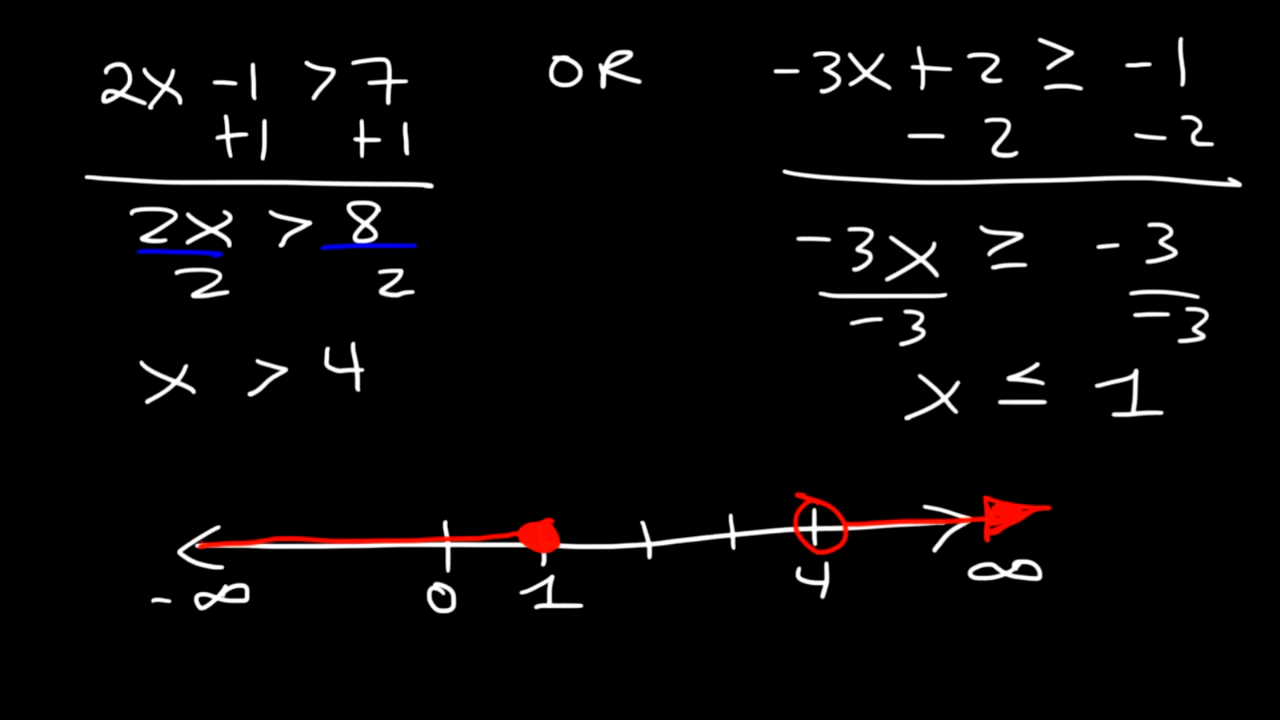 2x - 1 > 7 OR -3x + 2 ≥ -1
+1 +1 - 2 -2
2x > 8 -3x ≥ -3
2 2 -3 -3
x > 4 x ≤ 1
-∞ 0 1 4 ∞